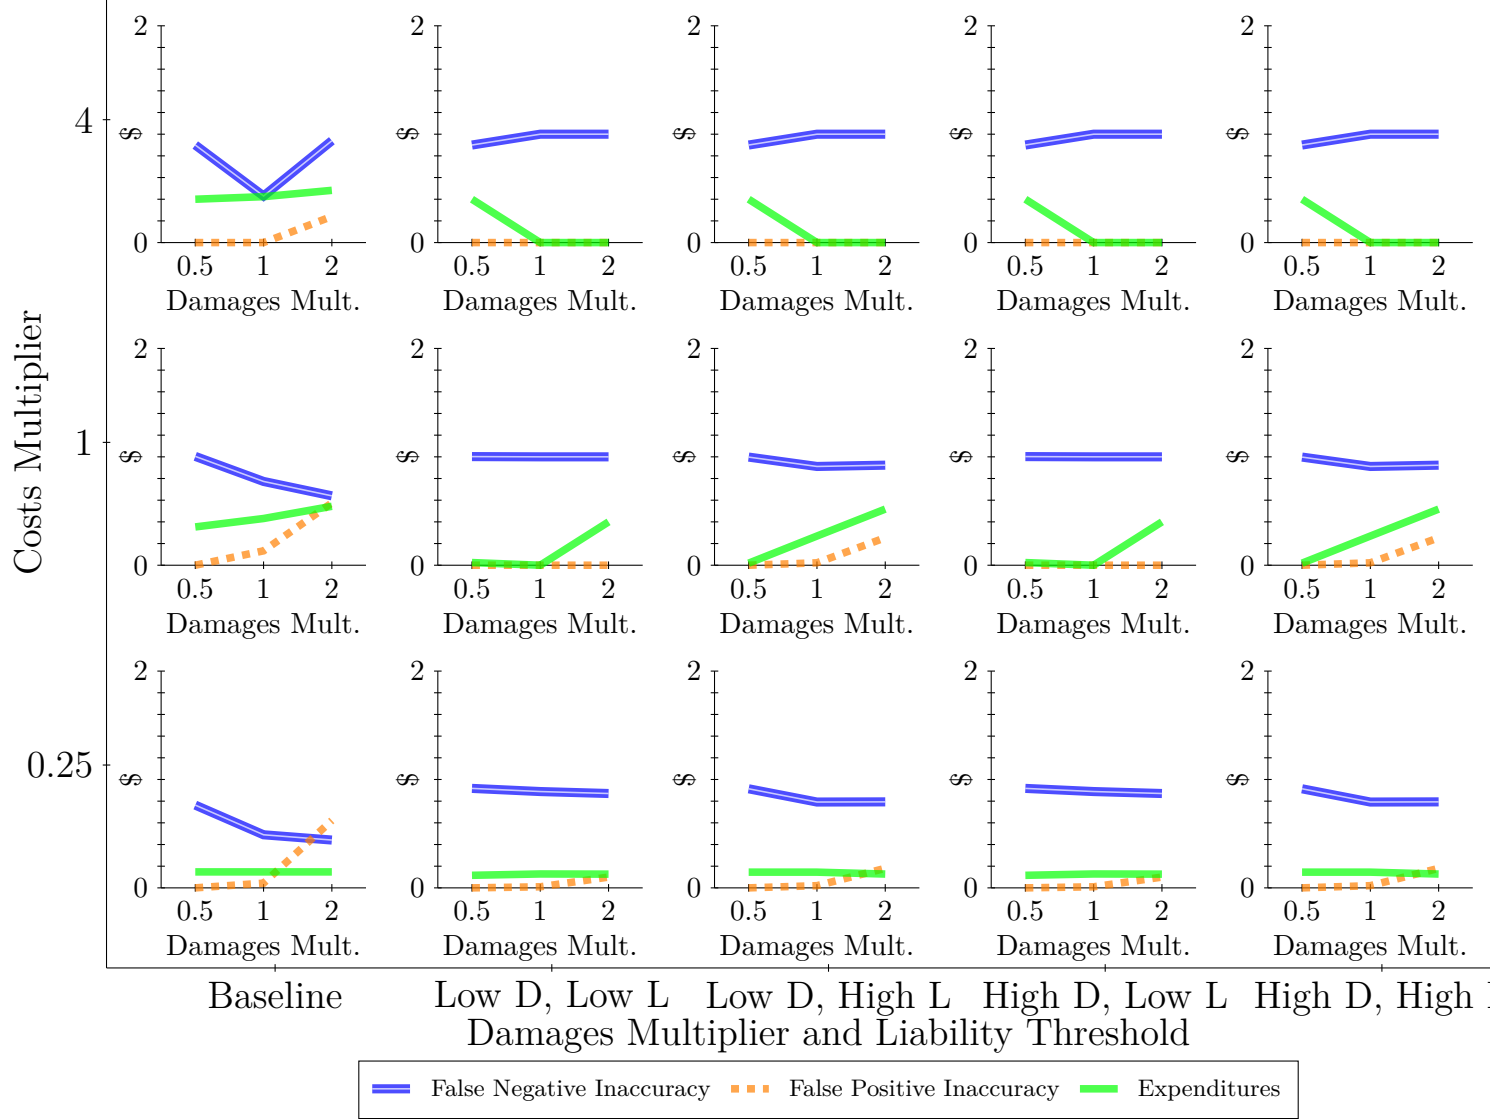 Costs Multiplier
4
2
$
0
0.5 1 2
Damages Mult.
2
$
0
0.5 1 2
Damages Mult.
2
$
0
0.5 1 2
Damages Mult.
2
$
0
0.5 1 2
Damages Mult.
2
$
0
0.5 1 2
Damages Mult.
1
2
$
0
0.5 1 2
Damages Mult.
2
$
0
0.5 1 2
Damages Mult.
2
$
0
0.5 1 2
Damages Mult.
2
$
0
0.5 1 2
Damages Mult.
2
$
0
0.5 1 2
Damages Mult.
0.25
2
$
0
0.5 1 2
Damages Mult.
2
$
0
0.5 1 2
Damages Mult.
2
$
0
0.5 1 2
Damages Mult.
2
$
0
0.5 1 2
Damages Mult.
2
$
0
0.5 1 2
Damages Mult.
Baseline
Low D, Low L
Low D, High L
High D, Low L
High D, High
Damages Multiplier and Liability Threshold
False Negative Inaccuracy
False Positive Inaccuracy
Expenditures